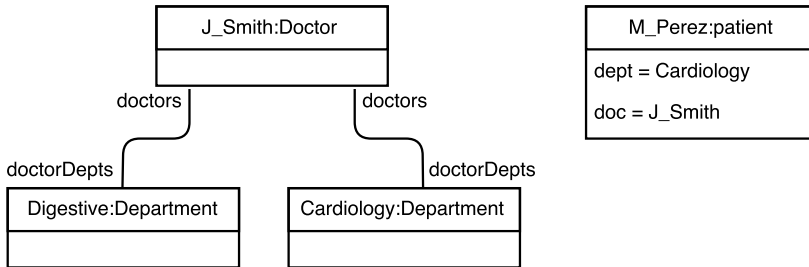 J_Smith:Doctor
M_Perez:patient
dept = Cardiology
doc = J_Smith
doctors
doctors
doctorDepts
doctorDepts
Digestive:Department
Cardiology:Department